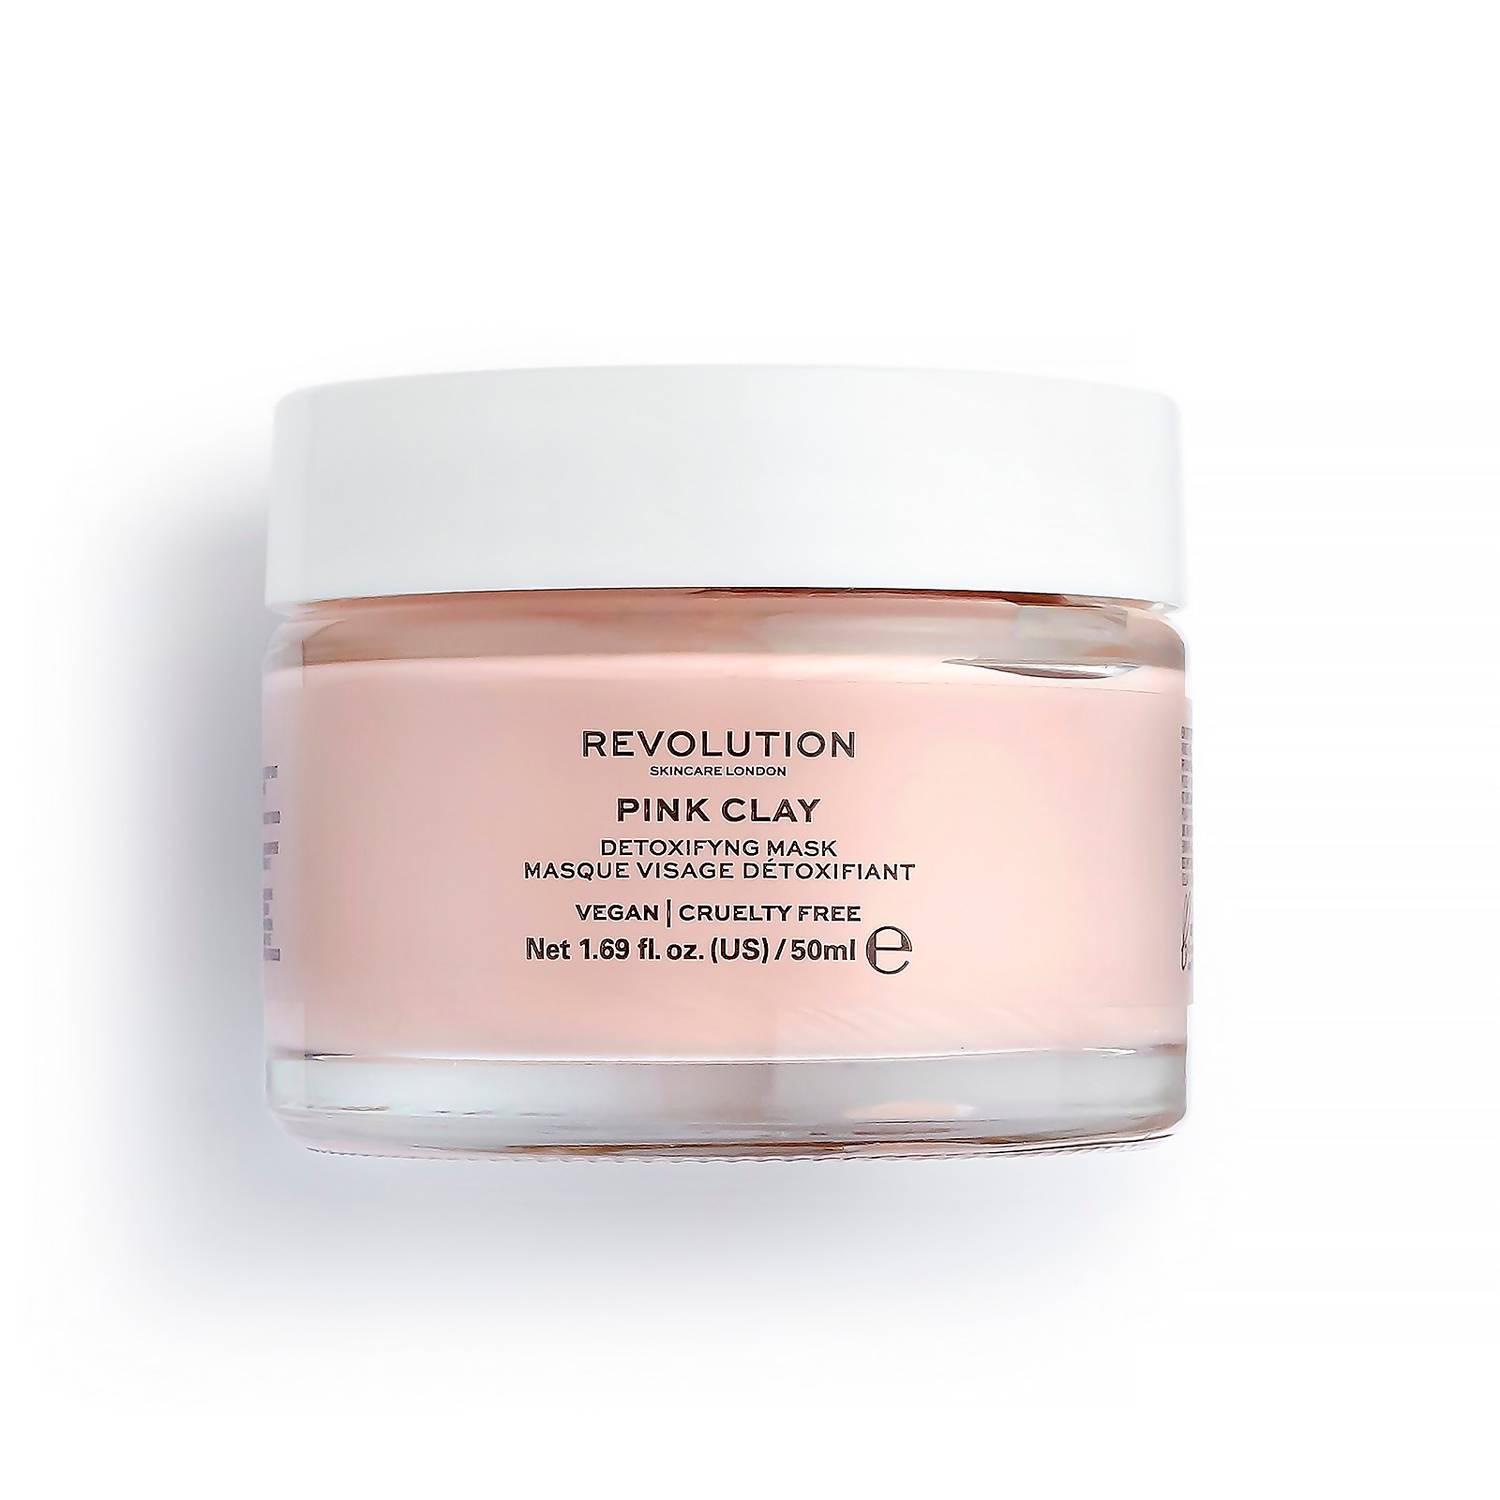 REVOLUTION
SKINCARE LONDON
PINK CLAY
DETOXIFYNG MASK
MASQUE VISAGE DÉTOXIFIANT
VEGAN | CRUELTY FREE
Net 1.69 fl. oz. (US) / 50ml ℮